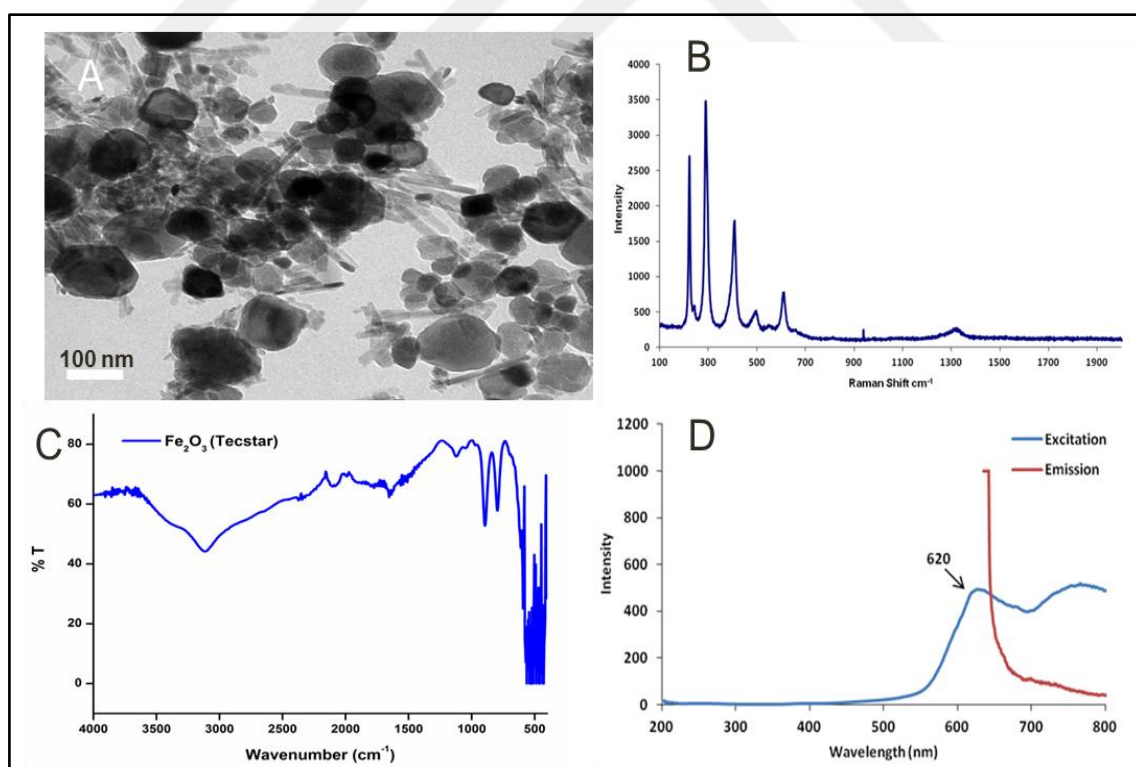 A
100 nm
B
4000
3500
3000
2500
2000
1500
1000
500
0
Intensity
100 300 500 700 900 1100 1300 1500 1700 1900
Raman Shift cm-1
C
Fe2O3 (Tecstar)
80
60
40
20
0
% T
4000 3500 3000 2500 2000 1500 1000 500
Wavenumber (cm-1)
D
1200
1000
800
600
400
200
0
Intensity
Excitation
Emission
620
200 300 400 500 600 700 800
Wavelength (nm)